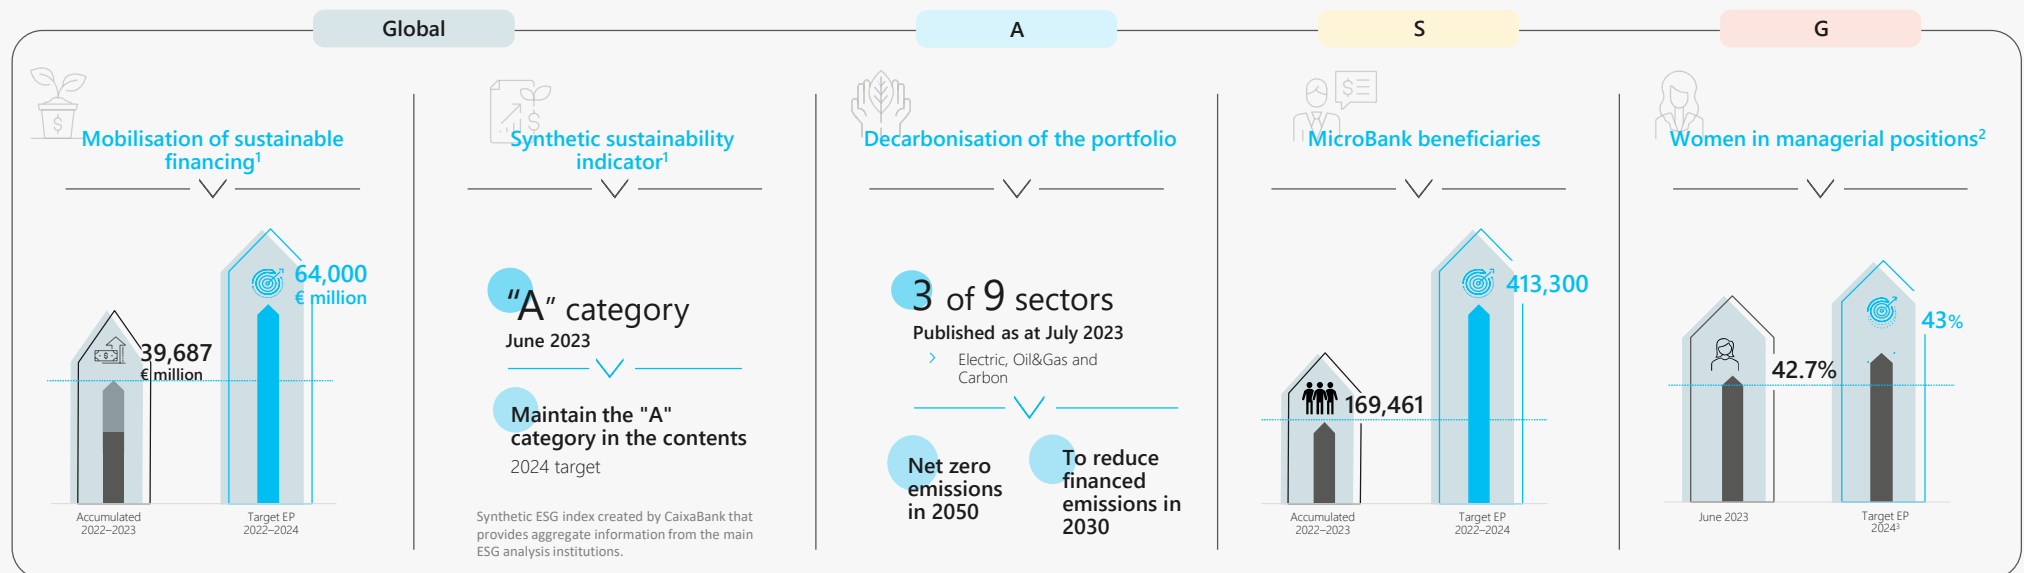 Global
A
S
G
Mobilisation of sustainable
financing1
39,687
€ million
64,000
€ million
Accumulated
2022–2023
Target EP
2022–2024
Synthetic sustainability
indicator1
“A” category
June 2023
Maintain the "A"
category in the contents
2024 target
Synthetic ESG index created by CaixaBank that
provides aggregate information from the main
ESG analysis institutions.
Decarbonisation of the portfolio
3 of 9 sectors
Published as at July 2023
Electric, Oil&Gas and
Carbon
Net zero
emissions
in 2050
To reduce
financed
emissions in
2030
MicroBank beneficiaries
169,461
413,300
Accumulated
2022–2023
Target EP
2022–2024
Women in managerial positions2
42.7%
43%
June 2023
Target EP
20243